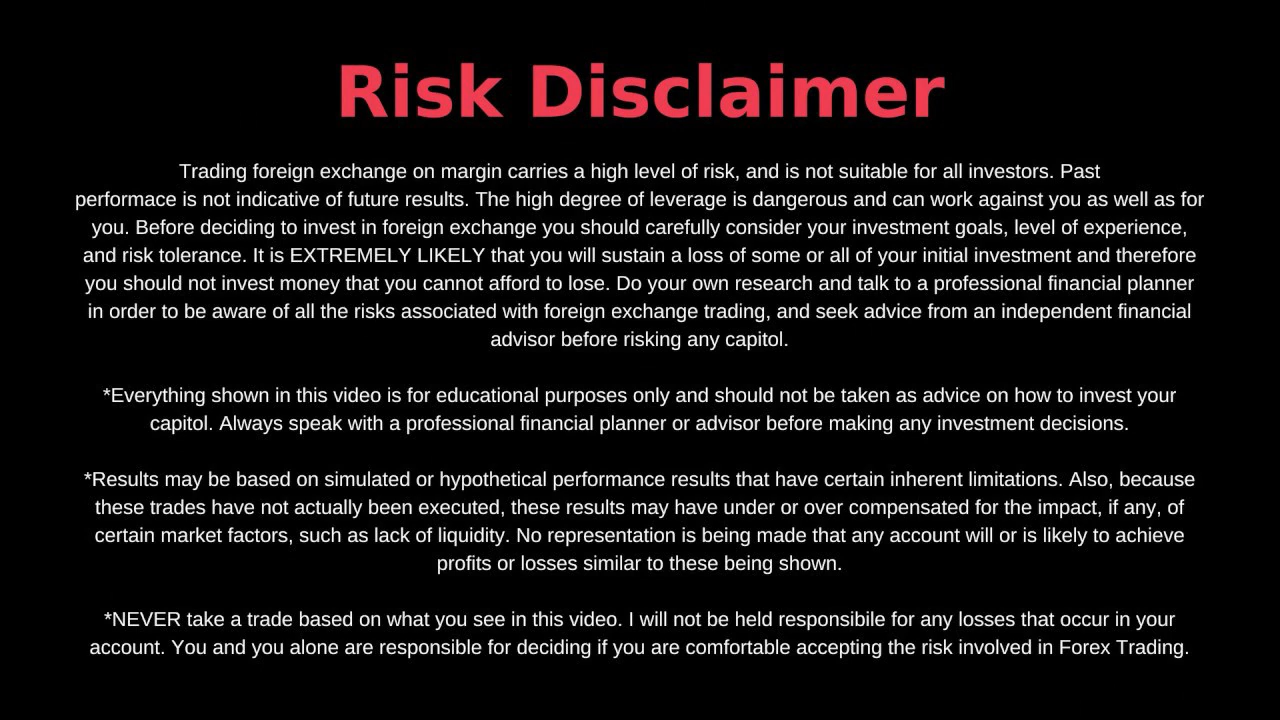 Risk Disclaimer
Trading foreign exchange on margin carries a high level of risk, and is not suitable for all investors. Past
performace is not indicative of future results. The high degree of leverage is dangerous and can work against you as well as for
you. Before deciding to invest in foreign exchange you should carefully consider your investment goals, level of experience,
and risk tolerance. It is EXTREMELY LIKELY that you will sustain a loss of some or all of your initial investment and therefore
you should not invest money that you cannot afford to lose. Do your own research and talk to a professional financial planner
in order to be aware of all the risks associated with foreign exchange trading, and seek advice from an independent financial
advisor before risking any capitol.
*Everything shown in this video is for educational purposes only and should not be taken as advice on how to invest your
capitol. Always speak with a professional financial planner or advisor before making any investment decisions.
*Results may be based on simulated or hypothetical performance results that have certain inherent limitations. Also, because
these trades have not actually been executed, these results may have under or over compensated for the impact, if any, of
certain market factors, such as lack of liquidity. No representation is being made that any account will or is likely to achieve
profits or losses similar to these being shown.
*NEVER take a trade based on what you see in this video. I will not be held responsibile for any losses that occur in your
account. You and you alone are responsible for deciding if you are comfortable accepting the risk involved in Forex Trading.